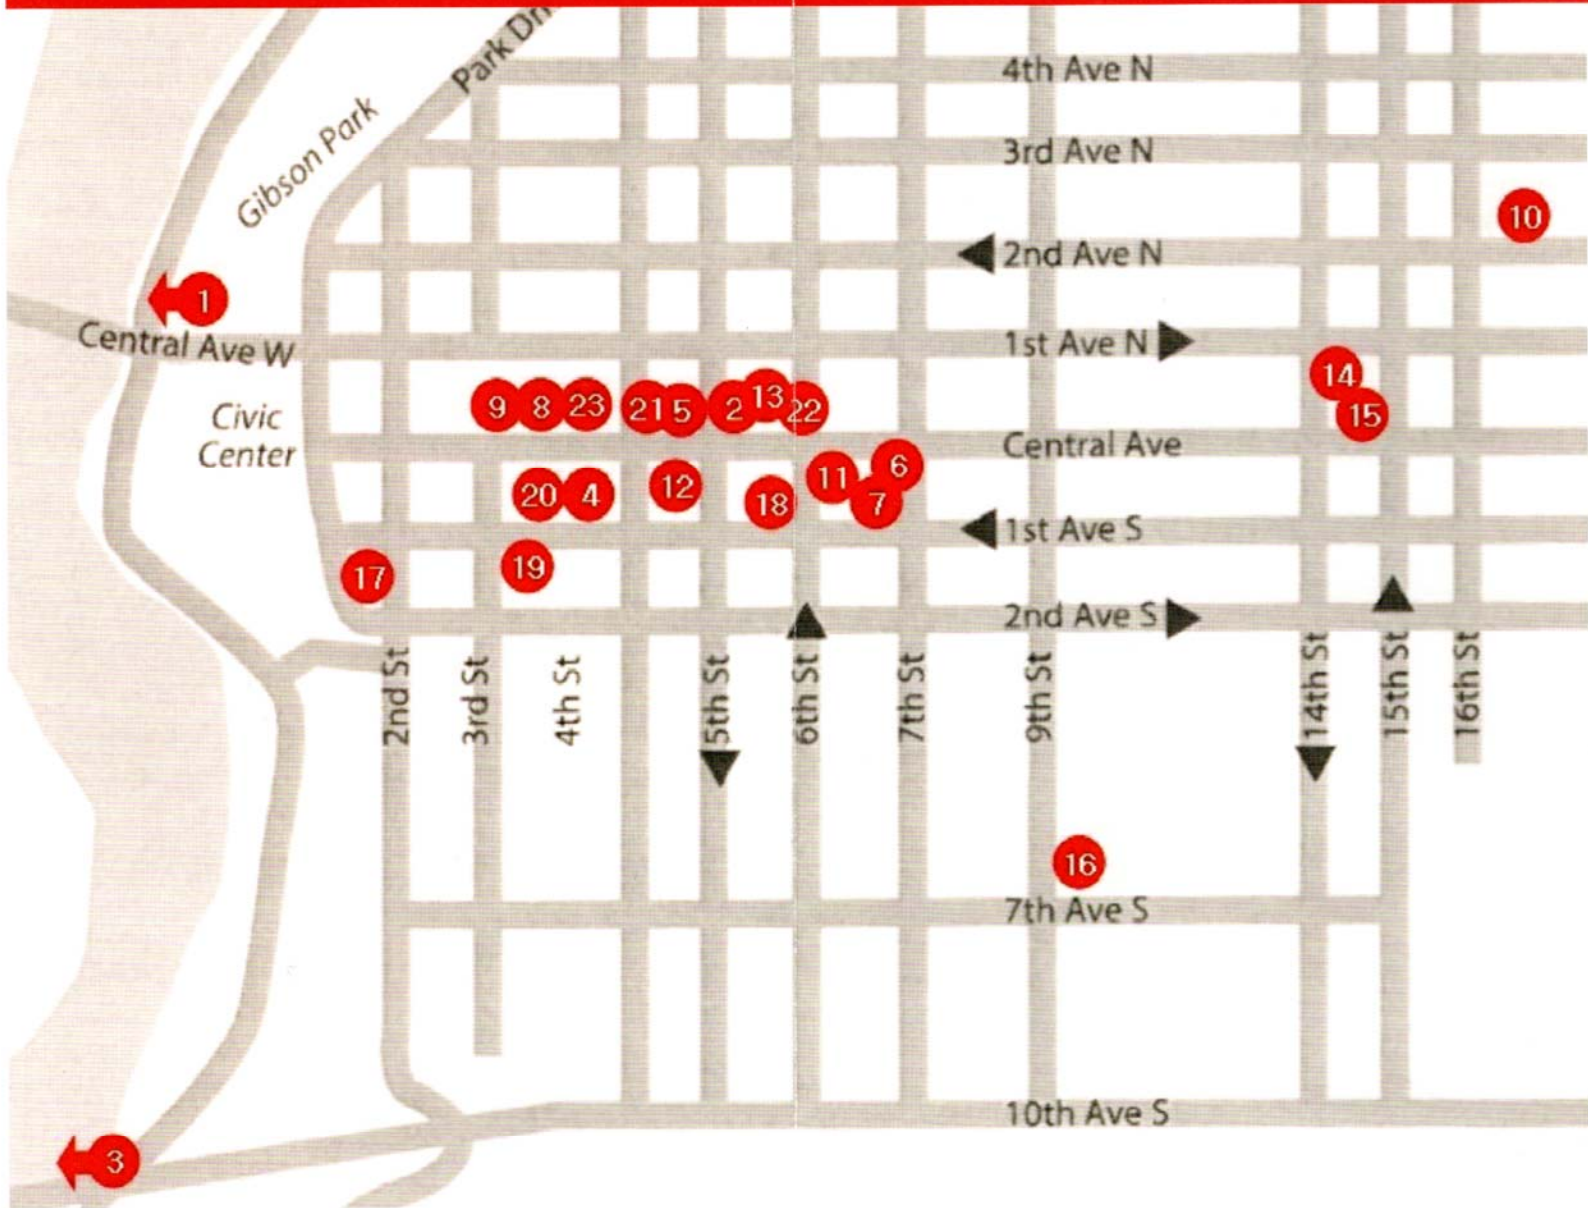 Park Dri
4th Ave N
Gibson Park
3rd Ave N
10
2nd Ave N
1
Central Ave W
1st Ave N
14
9 8 23 21 5 2 13 22
15
Civic
Center
Central Ave
6
11
20 4 12 18 7
1st Ave S
17 19
2nd Ave S
2nd St
3rd St
4th St
5th St
6th St
7th St
9th St
14th St
15th St
16th St
16
7th Ave S
10th Ave S
3